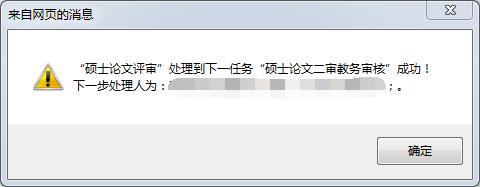 来自网页的消息
“硕士论文评审”处理到下一任务“硕士论文二审教务审核”成功！
下一步处理人为：；。
确定